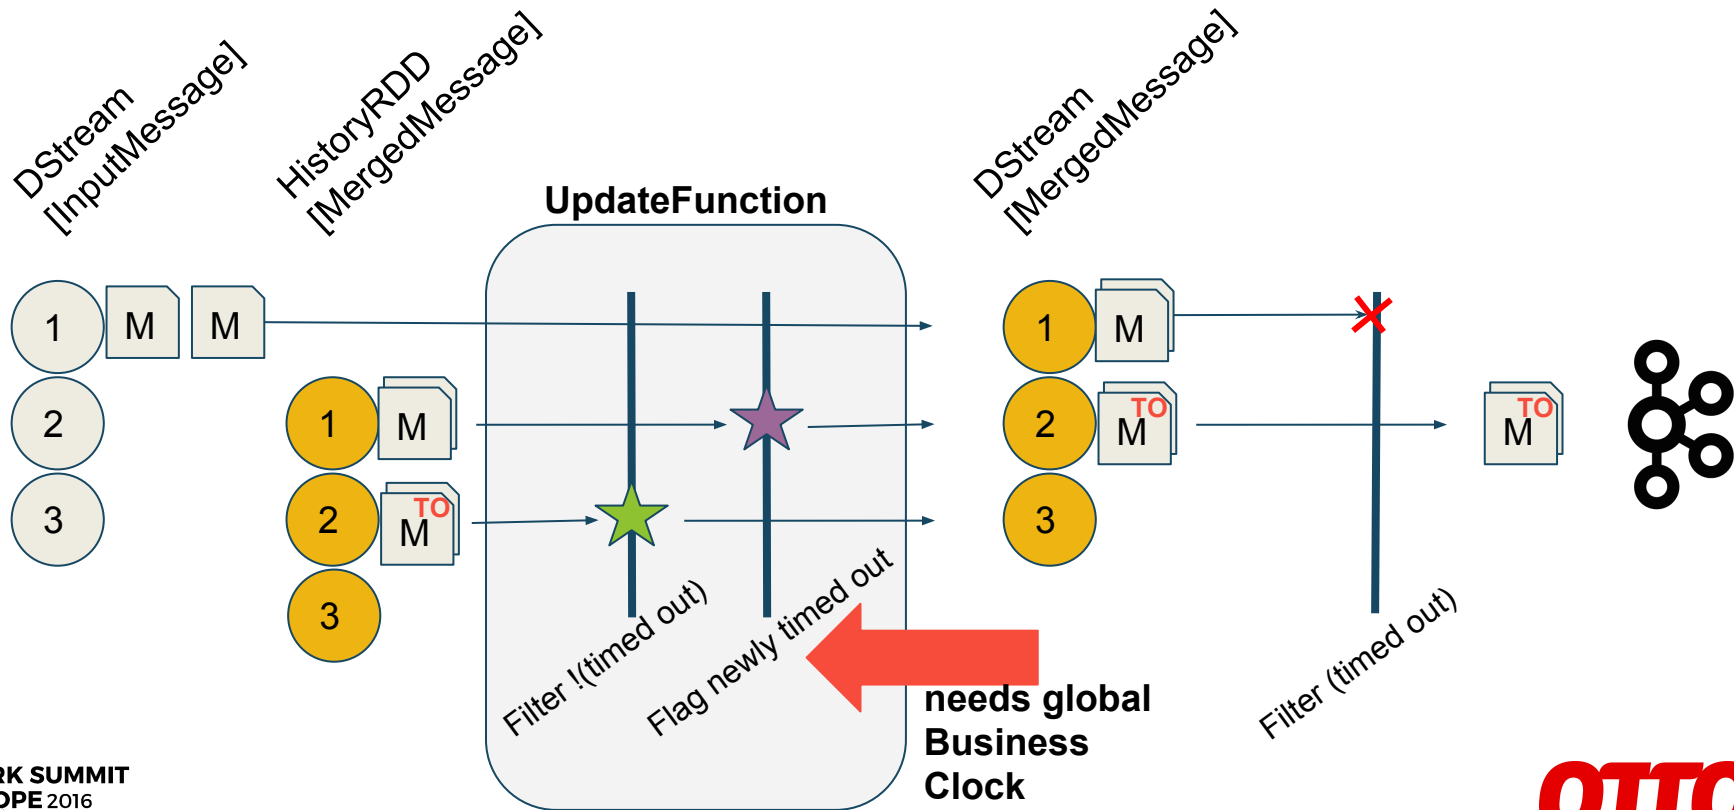 DStream
[InputMessage]
HistoryRDD
[MergedMessage]
DStream
[MergedMessage]
UpdateFunction
1 M M
2
3
1 M
2 M TO
3
1 M
2 M TO
3
M TO
Filter !(timed out)
Flag newly timed out
needs global
Business
Clock
Filter (timed out)
RK SUMMIT
OPE 2016
OTTO